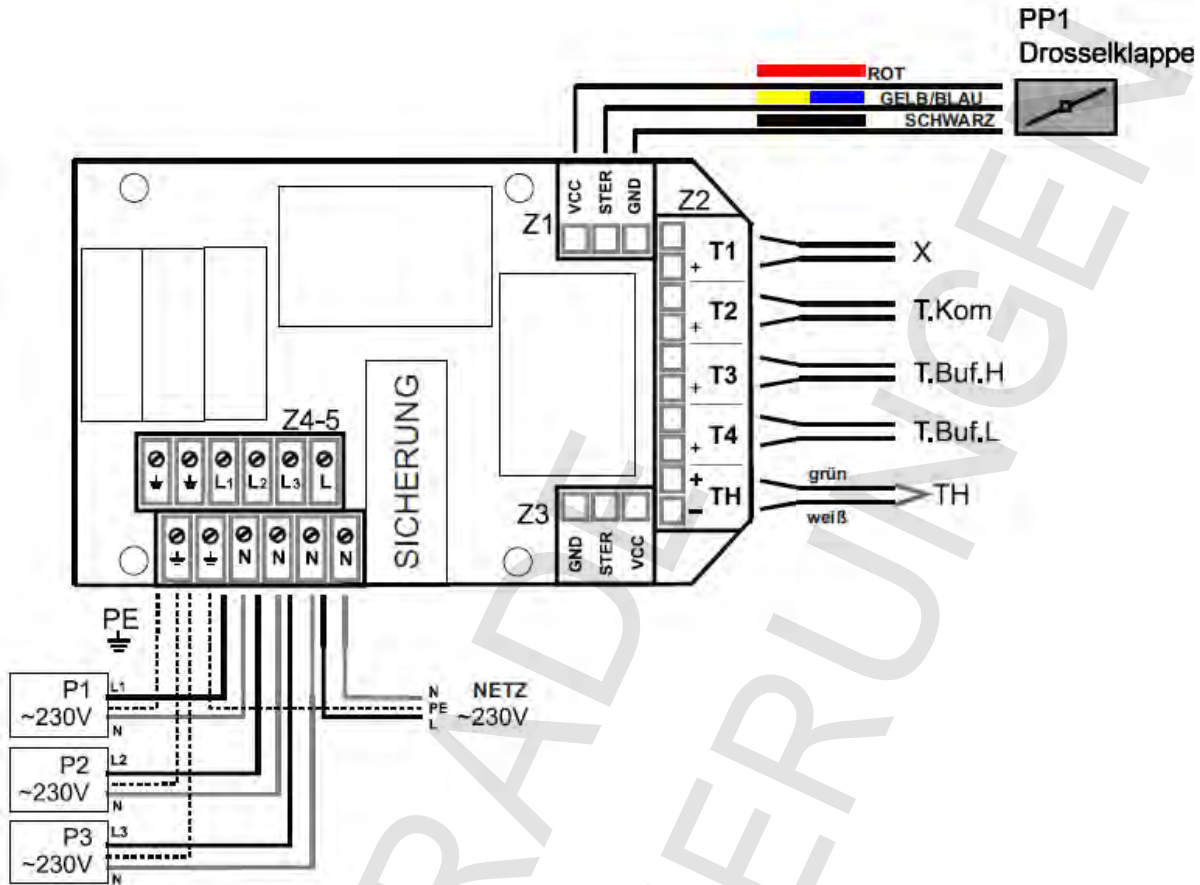 PP1
Drosselklappe
ROT
GELB/BLAU
SCHWARZ
VCC
STER
GND
Z1
Z2
T1
+
X
T2
+
T.Kom
T3
+
T.Buf.H
T4
+
T.Buf.L
+
TH
-
grün
weiß
TH
Z4-5
L1
L2
L3
L
N
N
N
N
SICHERUNG
Z3
GND
STER
VCC
PE
P1
~230V
L1
N
P2
~230V
L2
N
P3
~230V
L3
N
N
PE
L
NETZ
~230V